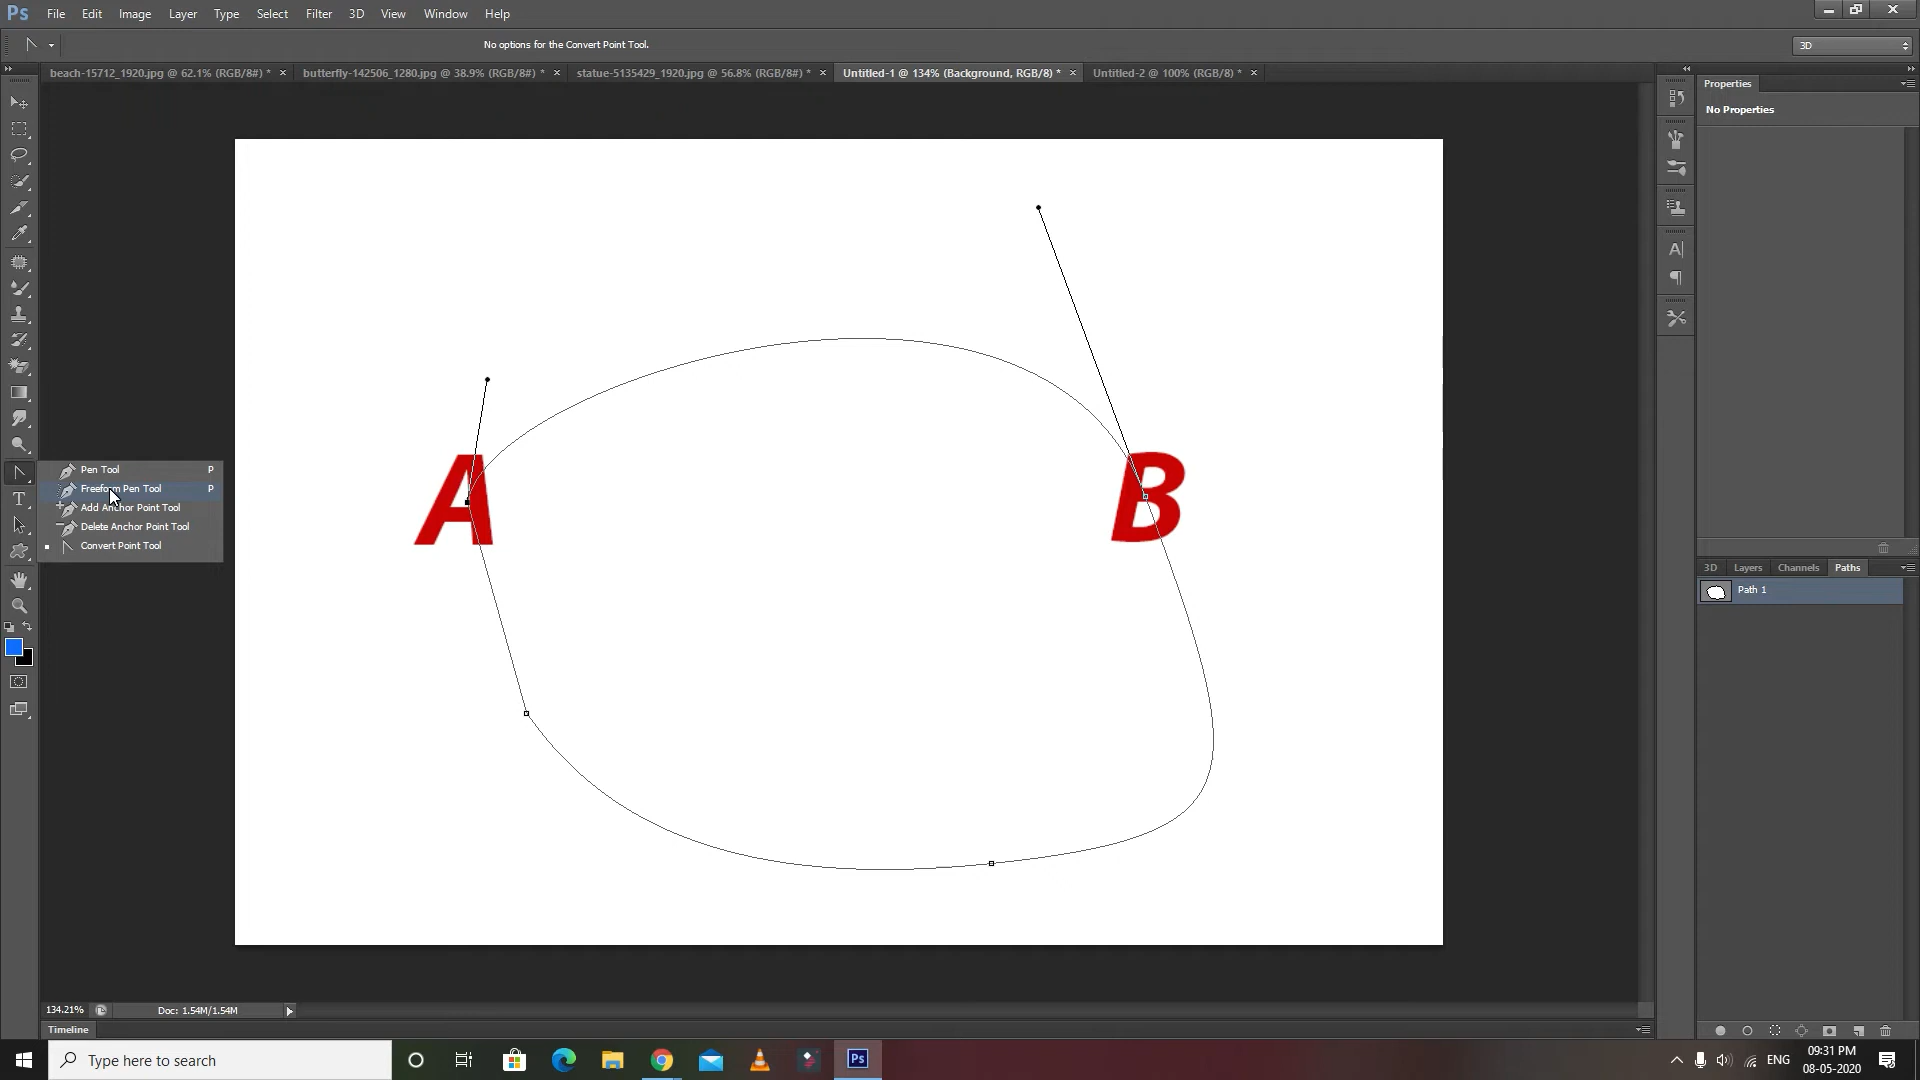 Ps File Edit Image Layer Type Select Filter 3D View Window Help
No options for the Convert Point Tool.
3D
beach-15712_1920.jpg @ 62.1% (RGB/8#) *
butterfly-142506_1280.jpg @ 38.9% (RGB/8#) *
statue-5135429_1920.jpg @ 56.8% (RGB/8#) *
Untitled-1 @ 134% (Background, RGB/8) *
Untitled-2 @ 100% (RGB/8) *
Properties
No Properties
A
B
Pen Tool P
Freeform Pen Tool P
Add Anchor Point Tool
Delete Anchor Point Tool
Convert Point Tool
T
3D Layers Channels Paths
Path 1
134.21% Doc: 1.54M/1.54M
Timeline
Type here to search
Ps
ENG
09:31 PM
08-05-2020